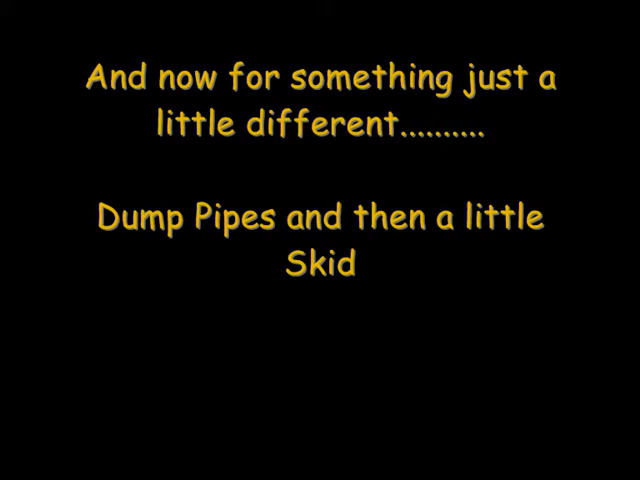 And now for something just a
little different..........
Dump Pipes and then a little
Skid